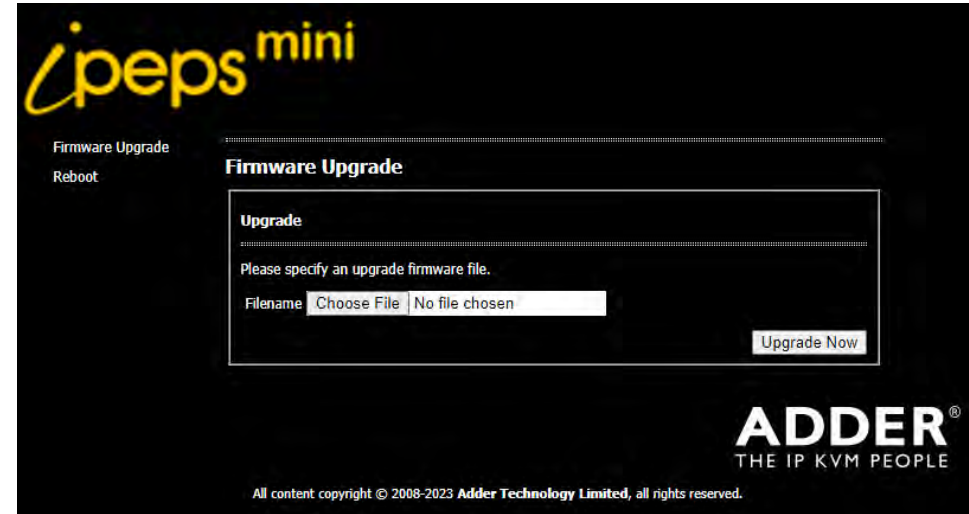 ipeps mini
Firmware Upgrade
Reboot
Firmware Upgrade
Upgrade
Please specify an upgrade firmware file.
Filename Choose File No file chosen
Upgrade Now
ADDER®
THE IP KVM PEOPLE
All content copyright © 2008-2023 Adder Technology Limited, all rights reserved.